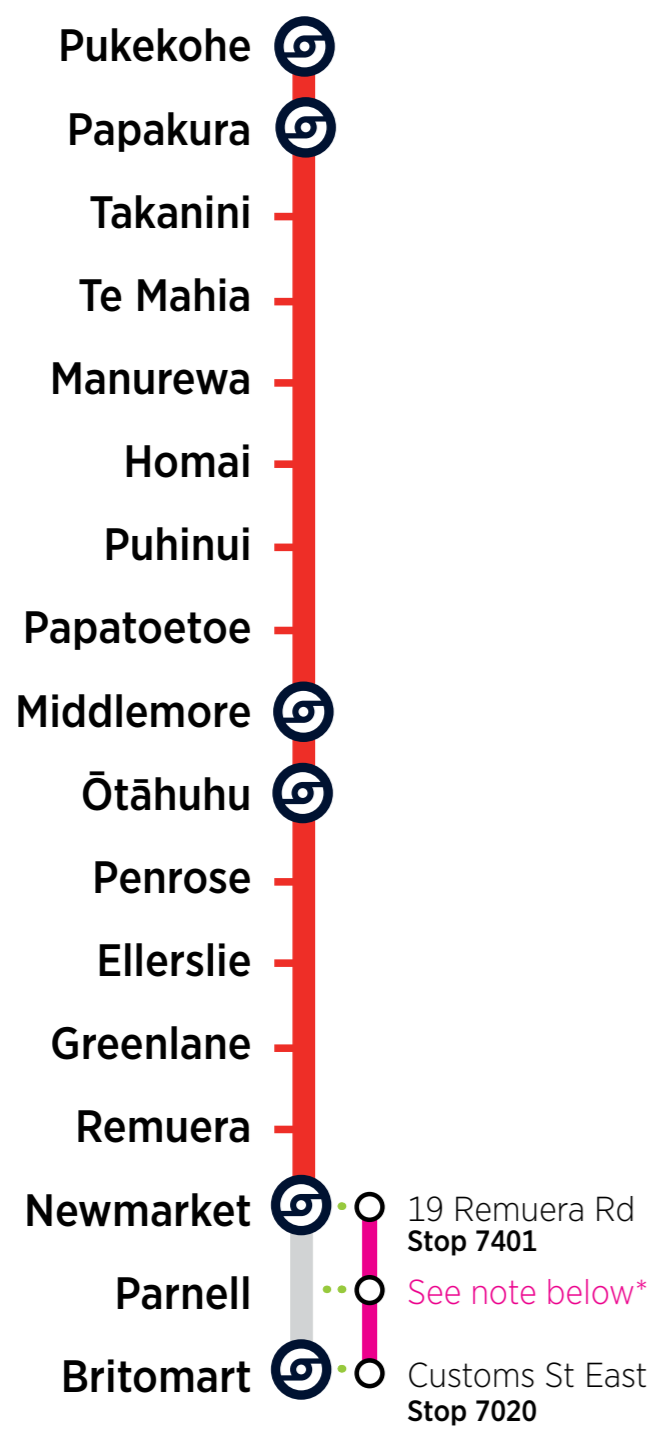 Pukekohe
Papakura
Takanini
Te Mahia
Manurewa
Homai
Puhinui
Papatoetoe
Middlemore
Ōtāhuhu
Penrose
Ellerslie
Greenlane
Remuera
Newmarket
19 Remuera Rd
Stop 7401
Parnell
See note below*
Britomart
Customs St East
Stop 7020